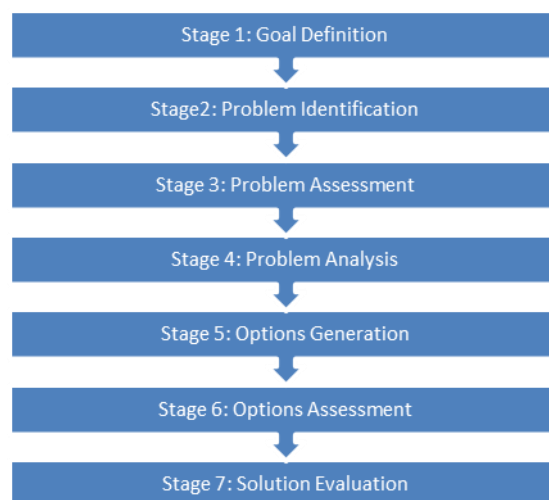 Stage 1: Goal Definition
Stage2: Problem Identification
Stage 3: Problem Assessment
Stage 4: Problem Analysis
Stage 5: Options Generation
Stage 6: Options Assessment
Stage 7: Solution Evaluation